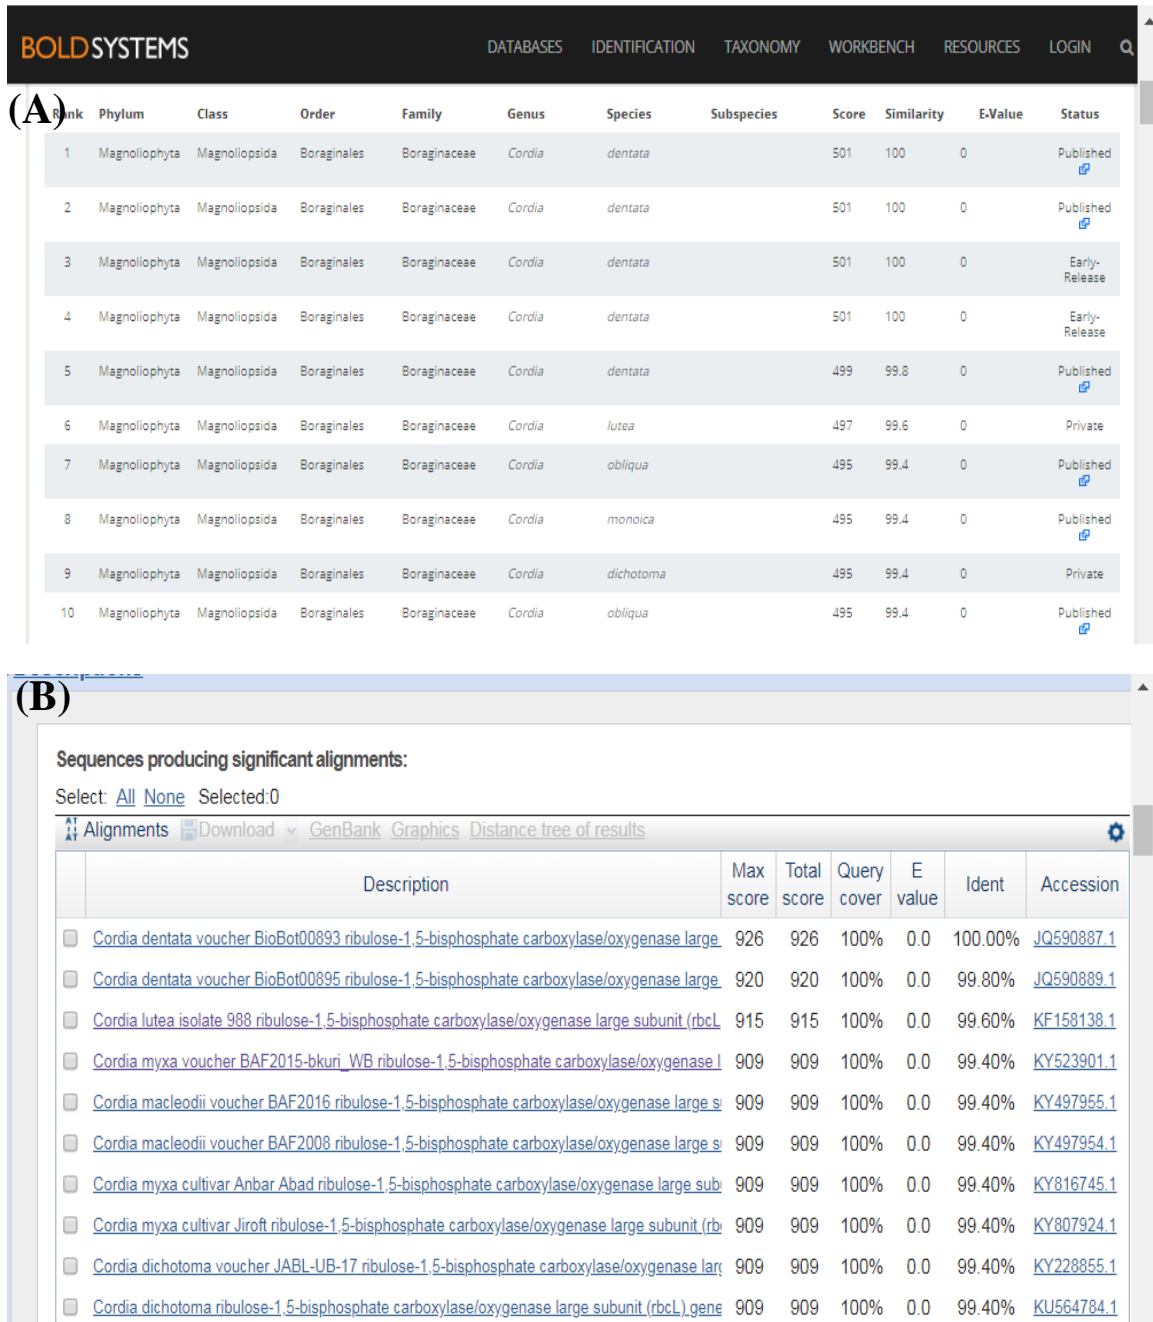 BOLDSYSTEMS DATABASES IDENTIFICATION TAXONOMY WORKBENCH RESOURCES LOGIN
(A)
Rank Phylum Class Order Family Genus Species Subspecies Score Similarity E-Value Status
1 Magnoliophyta Magnoliopsida Boraginales Boraginaceae Cordia dentata 501 100 0 Published
2 Magnoliophyta Magnoliopsida Boraginales Boraginaceae Cordia dentata 501 100 0 Published
3 Magnoliophyta Magnoliopsida Boraginales Boraginaceae Cordia dentata 501 100 0 Early-
Release
4 Magnoliophyta Magnoliopsida Boraginales Boraginaceae Cordia dentata 501 100 0 Early-
Release
5 Magnoliophyta Magnoliopsida Boraginales Boraginaceae Cordia dentata 499 99.8 0 Published
6 Magnoliophyta Magnoliopsida Boraginales Boraginaceae Cordia lutea 497 99.6 0 Private
7 Magnoliophyta Magnoliopsida Boraginales Boraginaceae Cordia obliqua 495 99.4 0 Published
8 Magnoliophyta Magnoliopsida Boraginales Boraginaceae Cordia monoica 495 99.4 0 Published
9 Magnoliophyta Magnoliopsida Boraginales Boraginaceae Cordia dichotoma 495 99.4 0 Private
10 Magnoliophyta Magnoliopsida Boraginales Boraginaceae Cordia obliqua 495 99.4 0 Published
(B)
Sequences producing significant alignments:
Select: All None Selected:0
Alignments Download GenBank Graphics Distance tree of results
Description Max score Total score Query cover E value Ident Accession
Cordia dentata voucher BioBot00893 ribulose-1,5-bisphosphate carboxylase/oxygenase large 926 926 100% 0.0 100.00% JQ590887.1
Cordia dentata voucher BioBot00895 ribulose-1,5-bisphosphate carboxylase/oxygenase large 920 920 100% 0.0 99.80% JQ590889.1
Cordia lutea isolate 988 ribulose-1,5-bisphosphate carboxylase/oxygenase large subunit (rbcL 915 915 100% 0.0 99.60% KF158138.1
Cordia myxa voucher BAF2015-bkuri_WB ribulose-1,5-bisphosphate carboxylase/oxygenase l 909 909 100% 0.0 99.40% KY523901.1
Cordia macleodii voucher BAF2016 ribulose-1,5-bisphosphate carboxylase/oxygenase large s 909 909 100% 0.0 99.40% KY497955.1
Cordia macleodii voucher BAF2008 ribulose-1,5-bisphosphate carboxylase/oxygenase large s 909 909 100% 0.0 99.40% KY497954.1
Cordia myxa cultivar Anbar Abad ribulose-1,5-bisphosphate carboxylase/oxygenase large sub 909 909 100% 0.0 99.40% KY816745.1
Cordia myxa cultivar Jiroft ribulose-1,5-bisphosphate carboxylase/oxygenase large subunit (rb 909 909 100% 0.0 99.40% KY807924.1
Cordia dichotoma voucher JABL-UB-17 ribulose-1,5-bisphosphate carboxylase/oxygenase lar 909 909 100% 0.0 99.40% KY228855.1
Cordia dichotoma ribulose-1,5-bisphosphate carboxylase/oxygenase large subunit (rbcL) gene 909 909 100% 0.0 99.40% KU564784.1